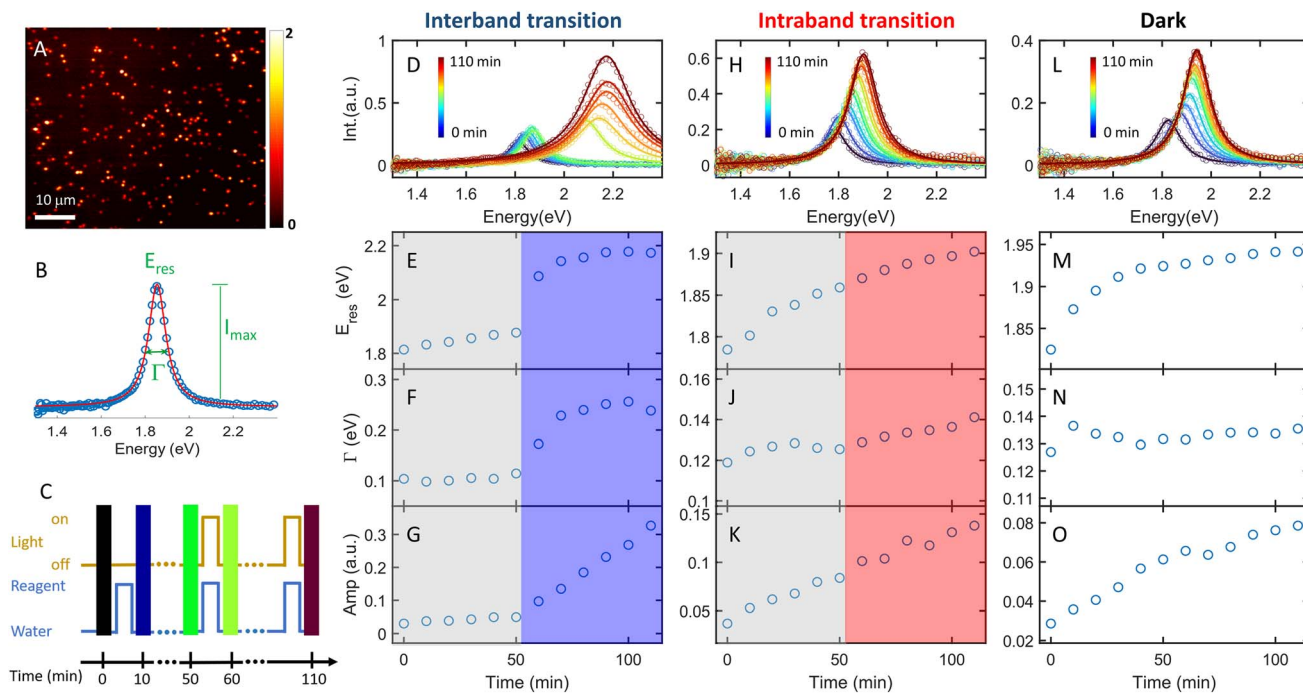 Interband transition
Intraband transition
Dark
A
2
0
10 μm
B
E_res
I_max
Γ
1.4 1.6 1.8 2 2.2
Energy (eV)
C
on
Light
off
Reagent
Water
Time (min)
0 10 50 60 110
D
110 min
0 min
Int.(a.u.)
1
0.5
0
1.4 1.6 1.8 2 2.2
Energy(eV)
H
110 min
0 min
0.6
0.4
0.2
0
1.4 1.6 1.8 2 2.2
Energy(eV)
L
110 min
0 min
0.4
0.2
0
1.4 1.6 1.8 2 2.2
Energy(eV)
E
E_res (eV)
2.2
2
1.8
F
Γ (eV)
0.3
0.2
0.1
G
Amp (a.u.)
0.3
0.2
0.1
0
0 50 100
Time (min)
I
1.9
1.85
1.8
J
0.16
0.14
0.12
0.1
K
0.15
0.1
0.05
0 50 100
Time (min)
M
1.95
1.9
1.85
N
0.15
0.14
0.13
0.12
0.11
O
0.08
0.06
0.04
0.02
0 50 100
Time (min)